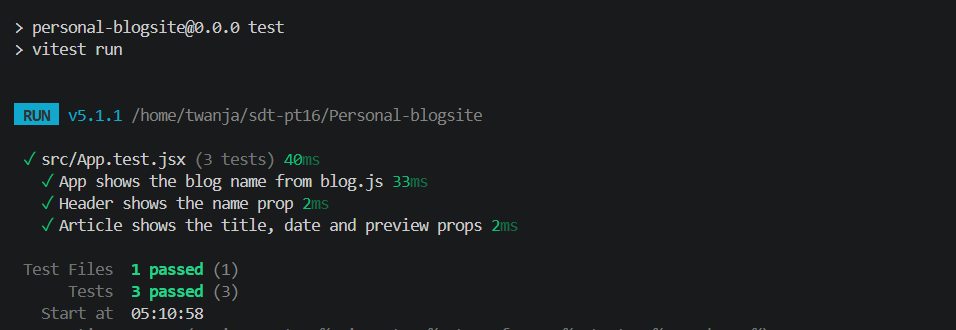 > personal-blogsite@0.0.0 test
> vitest run
RUN v5.1.1 /home/twanja/sdt-pt16/Personal-blogsite
✓ src/App.test.jsx (3 tests) 40ms
✓ App shows the blog name from blog.js 33ms
✓ Header shows the name prop 2ms
✓ Article shows the title, date and preview props 2ms
Test Files 1 passed (1)
Tests 3 passed (3)
Start at 05:10:58